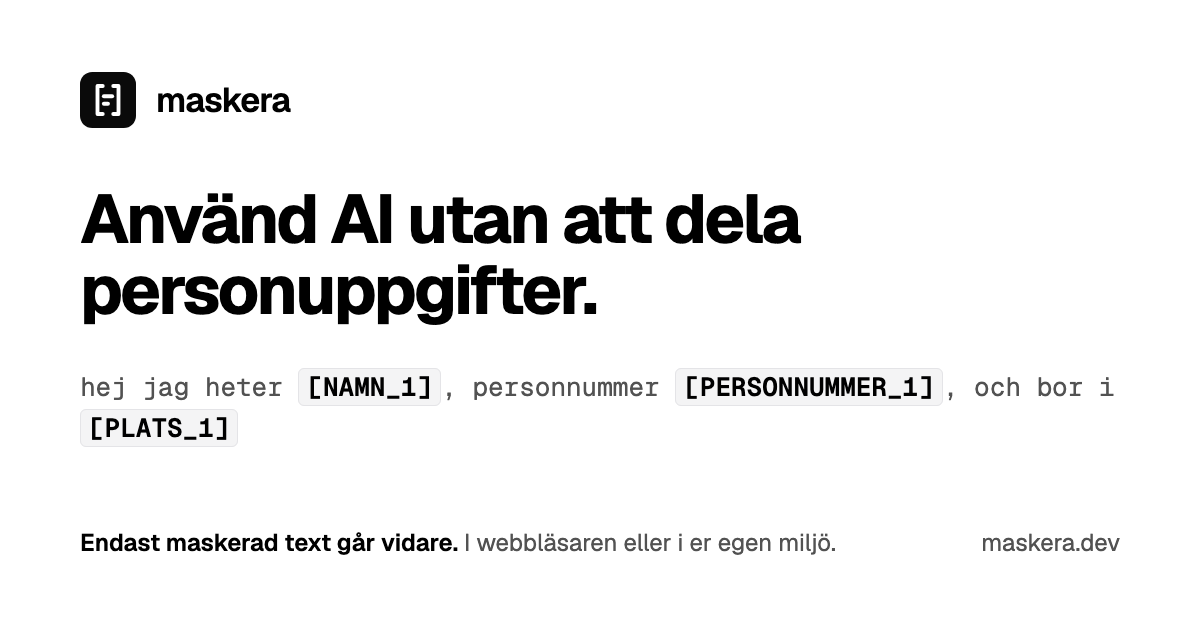 maskera
Använd AI utan att dela
personuppgifter.
hej jag heter [NAMN_1], personnummer [PERSONNUMMER_1], och bor i
[PLATS_1]
Endast maskerad text går vidare. I webbläsaren eller i er egen miljö.
maskera.dev